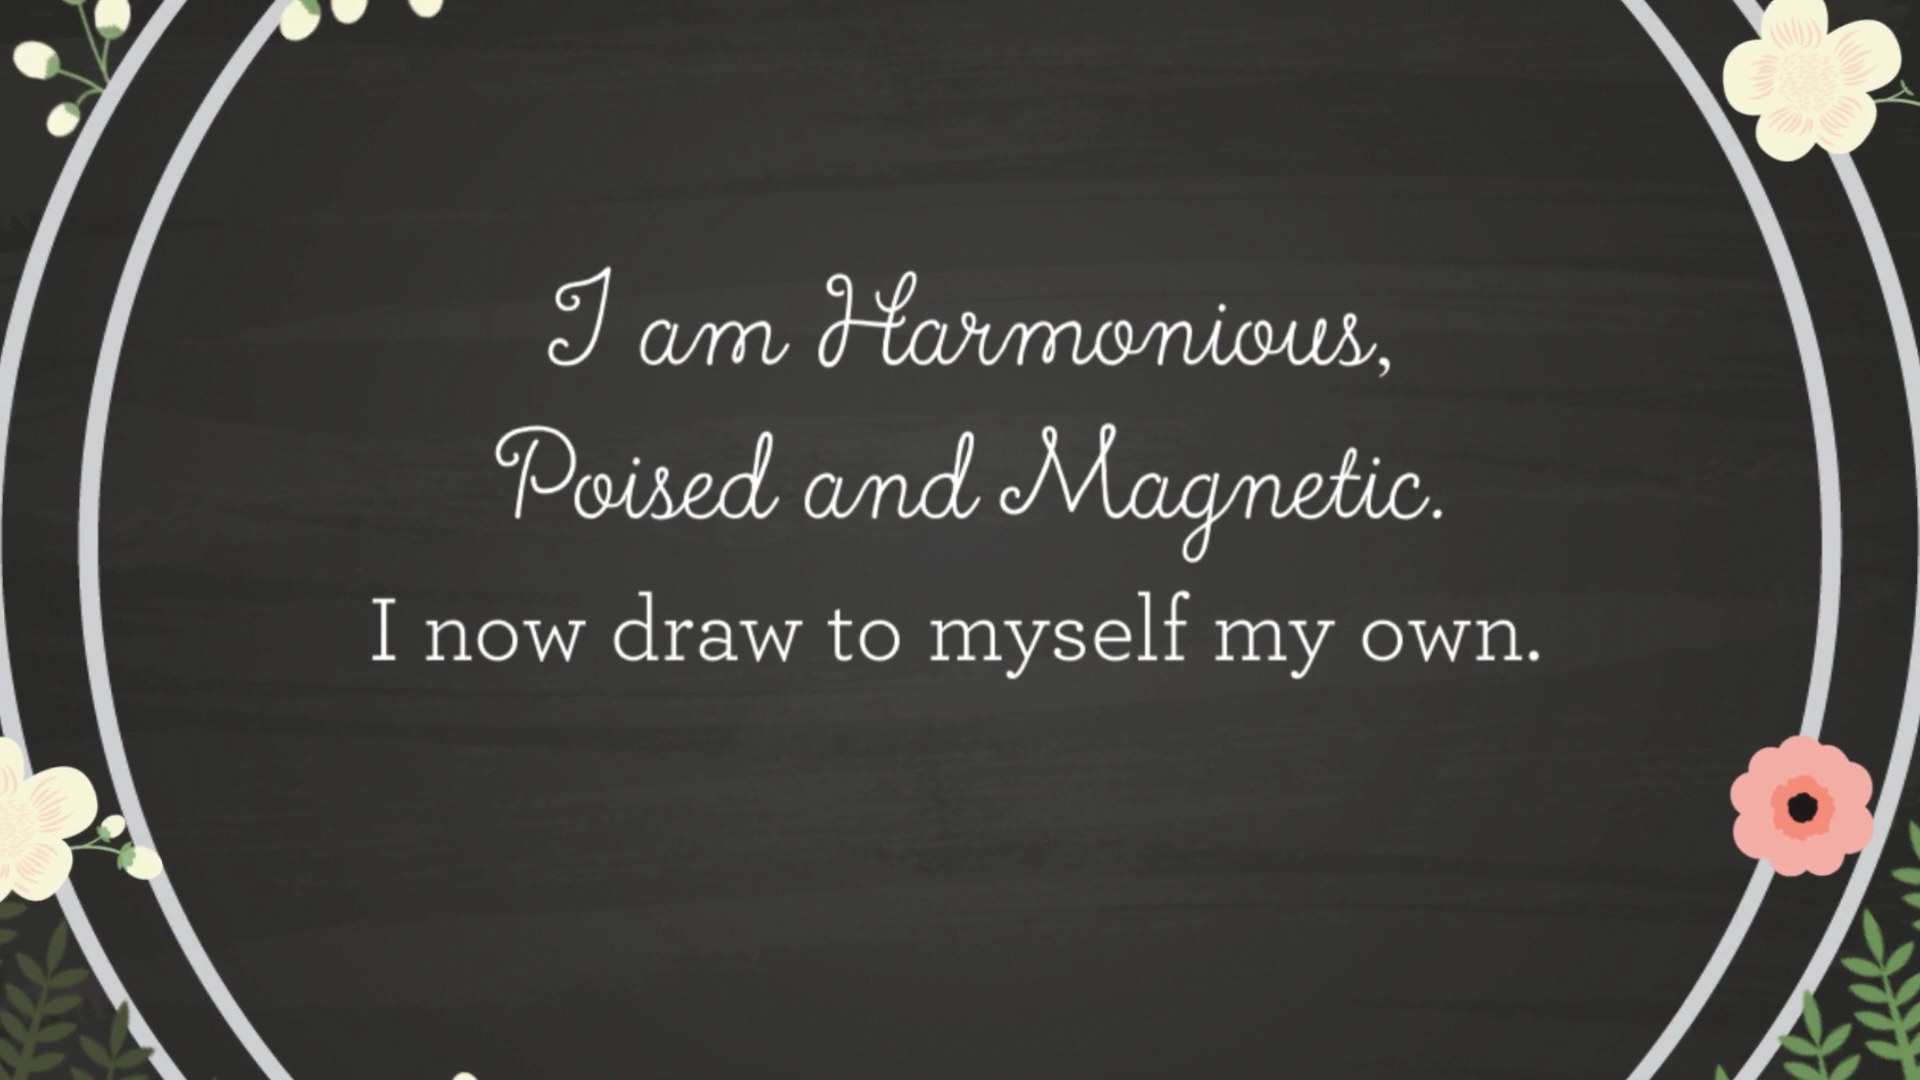 I am Harmonious,
Poised and Magnetic.
I now draw to myself my own.